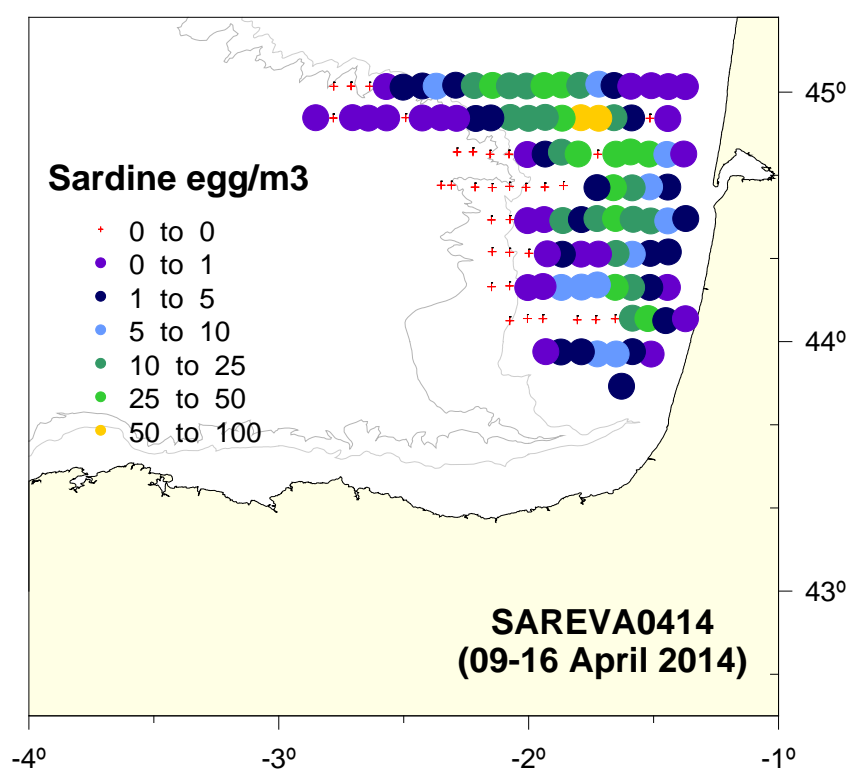 45º
Sardine egg/m3
0 to 0
0 to 1
1 to 5
5 to 10
10 to 25
25 to 50
50 to 100
44º
43º
SAREVA0414
(09-16 April 2014)
-4º -3º -2º -1º